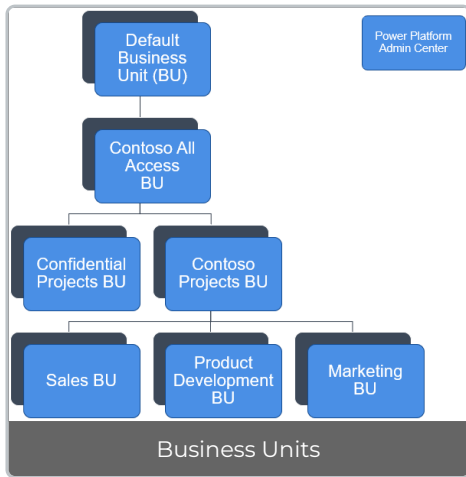 Default
Business
Unit (BU)
Power Platform
Admin Center
Contoso All
Access
BU
Confidential
Projects BU
Contoso
Projects BU
Sales BU
Product
Development
BU
Marketing
BU
Business Units